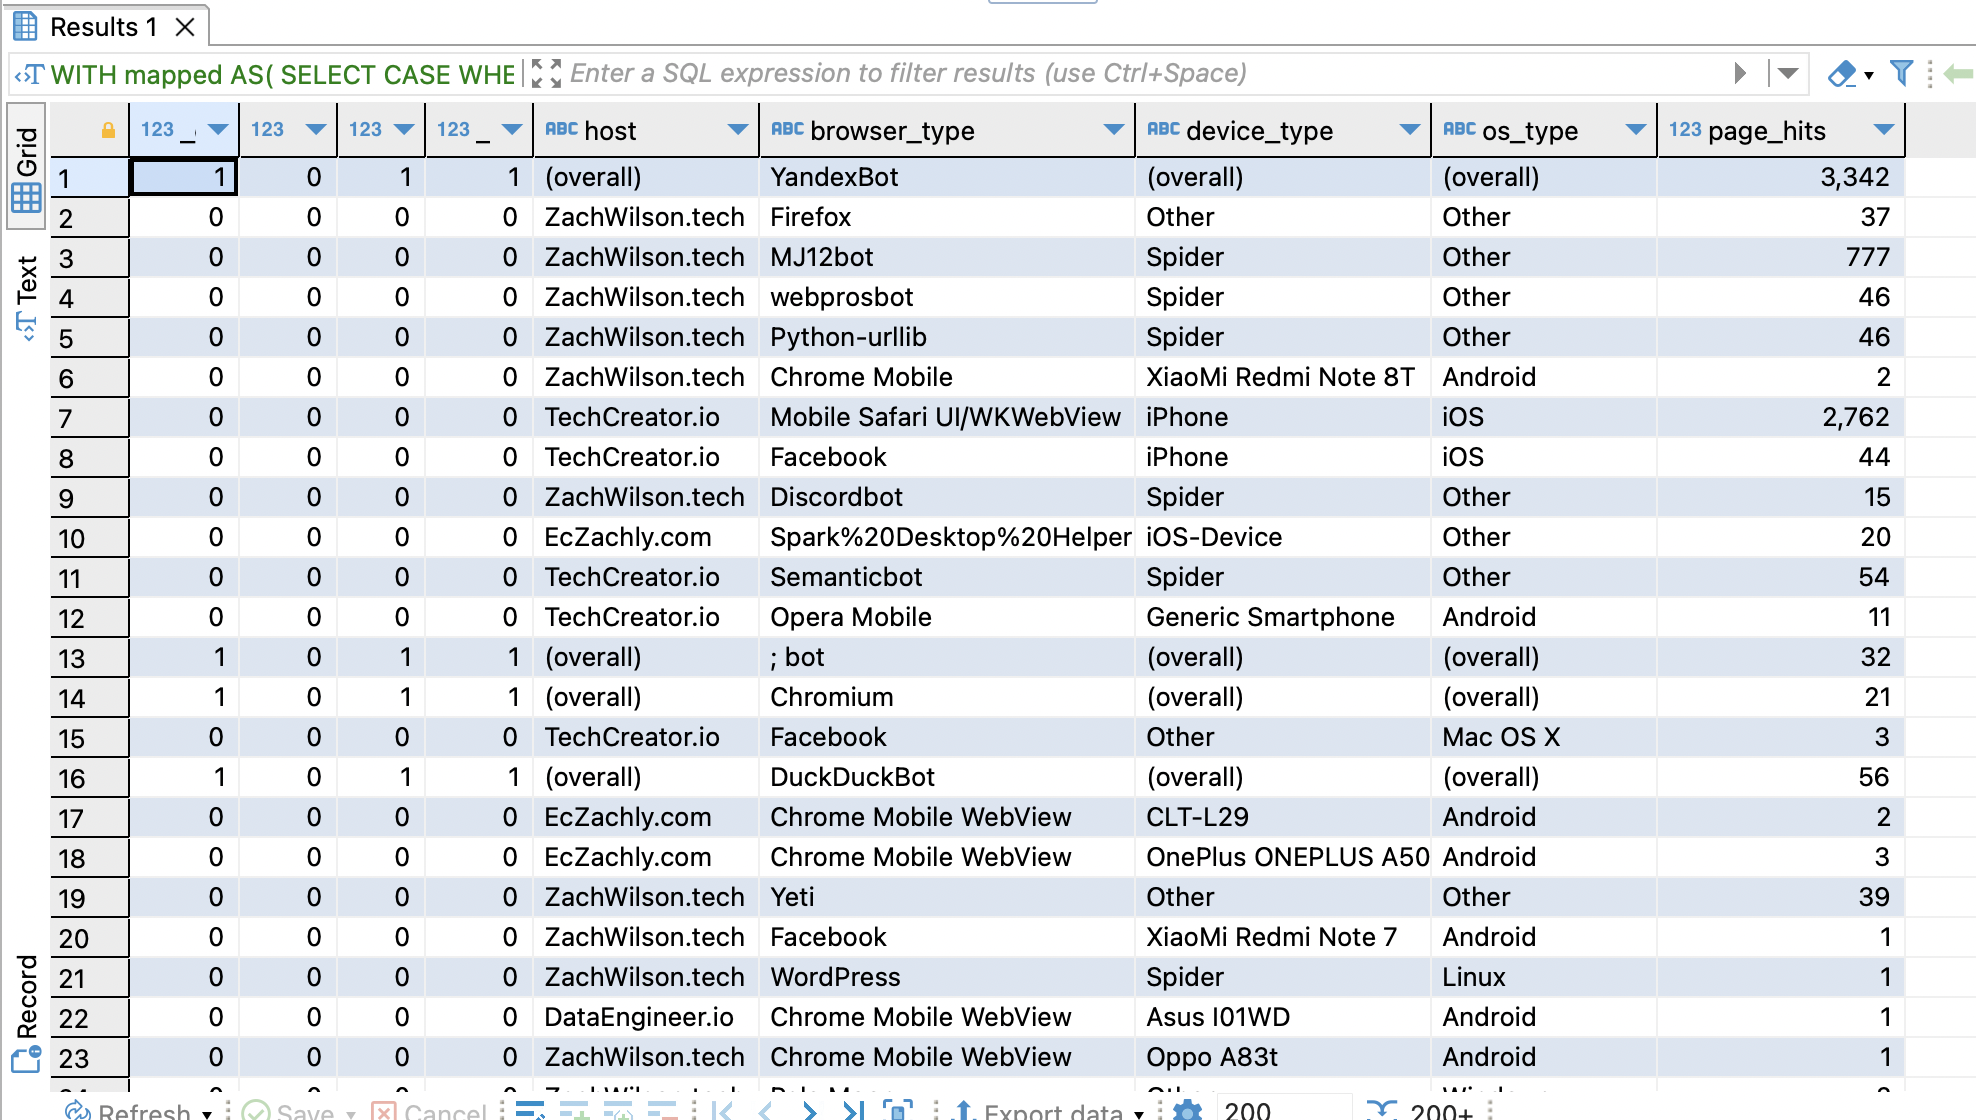 Results 1
WITH mapped AS( SELECT CASE WHE Enter a SQL expression to filter results (use Ctrl+Space)
Grid
Text
Record
123 _ 123 123 123 _ ABC host ABC browser_type ABC device_type ABC os_type 123 page_hits
1 1 0 1 1 (overall) YandexBot (overall) (overall) 3,342
2 0 0 0 0 ZachWilson.tech Firefox Other Other 37
3 0 0 0 0 ZachWilson.tech MJ12bot Spider Other 777
4 0 0 0 0 ZachWilson.tech webprosbot Spider Other 46
5 0 0 0 0 ZachWilson.tech Python-urllib Spider Other 46
6 0 0 0 0 ZachWilson.tech Chrome Mobile XiaoMi Redmi Note 8T Android 2
7 0 0 0 0 TechCreator.io Mobile Safari UI/WKWebView iPhone iOS 2,762
8 0 0 0 0 TechCreator.io Facebook iPhone iOS 44
9 0 0 0 0 ZachWilson.tech Discordbot Spider Other 15
10 0 0 0 0 EcZachly.com Spark%20Desktop%20Helper iOS-Device Other 20
11 0 0 0 0 TechCreator.io Semanticbot Spider Other 54
12 0 0 0 0 TechCreator.io Opera Mobile Generic Smartphone Android 11
13 1 0 1 1 (overall) ; bot (overall) (overall) 32
14 1 0 1 1 (overall) Chromium (overall) (overall) 21
15 0 0 0 0 TechCreator.io Facebook Other Mac OS X 3
16 1 0 1 1 (overall) DuckDuckBot (overall) (overall) 56
17 0 0 0 0 EcZachly.com Chrome Mobile WebView CLT-L29 Android 2
18 0 0 0 0 EcZachly.com Chrome Mobile WebView OnePlus ONEPLUS A50 Android 3
19 0 0 0 0 ZachWilson.tech Yeti Other Other 39
20 0 0 0 0 ZachWilson.tech Facebook XiaoMi Redmi Note 7 Android 1
21 0 0 0 0 ZachWilson.tech WordPress Spider Linux 1
22 0 0 0 0 DataEngineer.io Chrome Mobile WebView Asus I01WD Android 1
23 0 0 0 0 ZachWilson.tech Chrome Mobile WebView Oppo A83t Android 1
Refresh Save Cancel Export data 200 200+